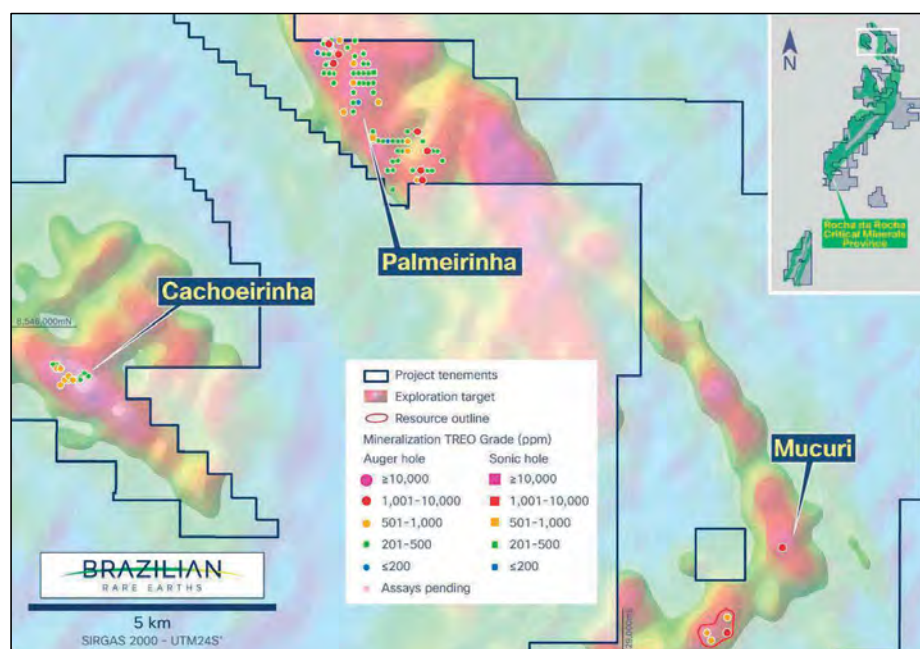 N
Rocha da Rocha
Critical Minerals
Province
Palmeirinha
Cachoeirinha
8,546,000mN
Project tenements
Exploration target
Resource outline
Mineralization TREO Grade (ppm)
Auger hole Sonic hole
≥10,000 ≥10,000
1,001-10,000 1,001-10,000
501-1,000 501-1,000
201-500 201-500
≤200 ≤200
Assays pending
Mucuri
BRAZILIAN
RARE EARTHS
5 km
SIRGAS 2000 - UTM24S°